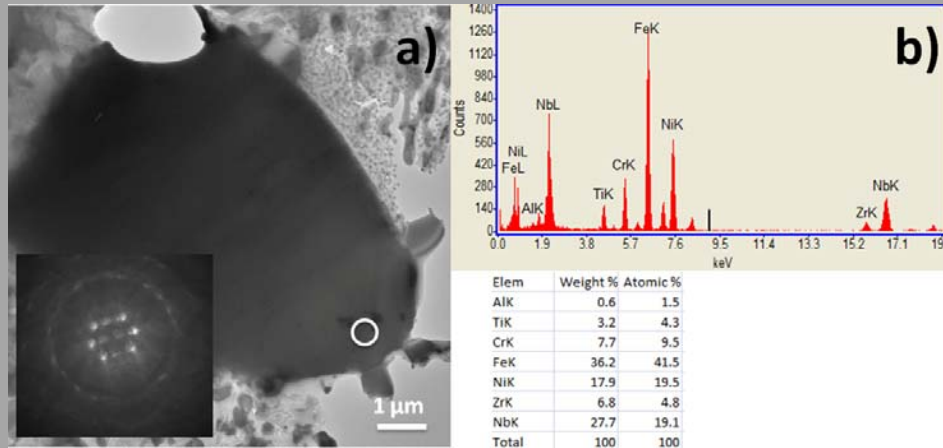 a)
1 µm
b)
1400
1260
1120
980
840
700
560
420
280
140
0
Counts
NiL
FeL
AlK
NbL
TiK
CrK
FeK
NiK
ZrK
NbK
0.0 1.9 3.8 5.7 7.6 9.5 11.4 13.3 15.2 17.1 19.
keV
Elem Weight % Atomic %
AlK 0.6 1.5
TiK 3.2 4.3
CrK 7.7 9.5
FeK 36.2 41.5
NiK 17.9 19.5
ZrK 6.8 4.8
NbK 27.7 19.1
Total 100 100